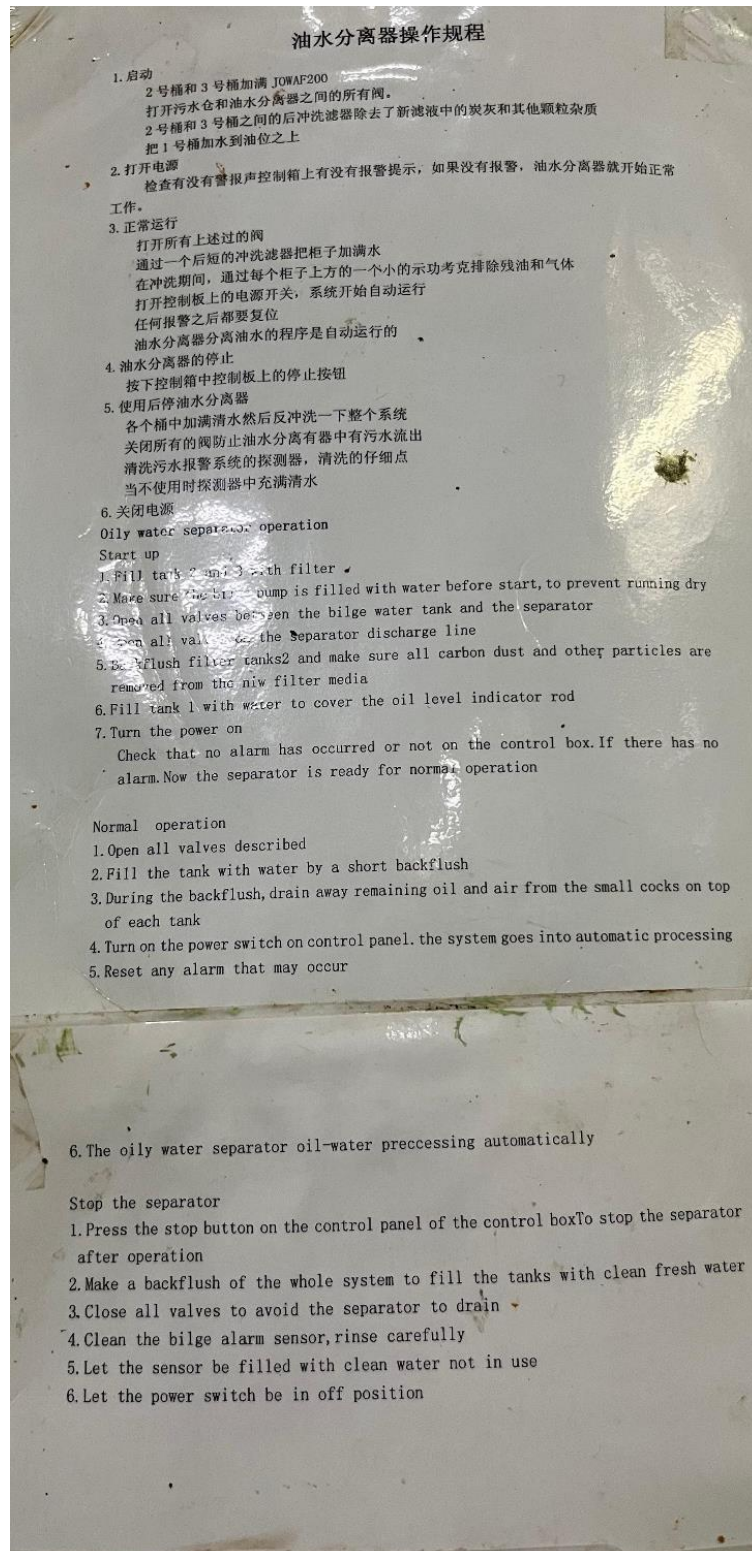 油水分离器操作规程
1. 启动
2号桶和3号桶加满 JOWAF200
打开污水仓和油水分离器之间的所有阀。
2号桶和3号桶之间的后冲洗滤器除去了新滤液中的炭灰和其他颗粒杂质
把1号桶加水到油位之上
2. 打开电源
检查有没有警报声控制箱上有没有报警提示，如果没有报警，油水分离器就开始正常
工作。
3. 正常运行
打开所有上述过的阀
通过一个后短的冲洗滤器把柜子加满水
在冲洗期间，通过每个柜子上方的一个小的示功考克排除残油和气体
打开控制板上的电源开关，系统开始自动运行
任何报警之后都要复位
油水分离器分离油水的程序是自动运行的
4. 油水分离器的停止
按下控制箱中控制板上的停止按钮
5. 使用后停油水分离器
各个桶中加满清水然后反冲洗一下整个系统
关闭所有的阀防止油水分离有器中有污水流出
清洗污水报警系统的探测器，清洗的仔细点
当不使用时探测器中充满清水
6. 关闭电源
Oily water separator operation
Start up
1. Fill tank 2 and 3 with filter
2. Make sure the pump is filled with water before start, to prevent running dry
3. Open all valves between the bilge water tank and the separator
4. Open all valves the separator discharge line
5. Backflush filter tanks2 and make sure all carbon dust and other particles are
removed from the niw filter media
6. Fill tank 1 with water to cover the oil level indicator rod
7. Turn the power on
Check that no alarm has occurred or not on the control box. If there has no
alarm. Now the separator is ready for normal operation
Normal operation
1. Open all valves described
2. Fill the tank with water by a short backflush
3. During the backflush, drain away remaining oil and air from the small cocks on top
of each tank
4. Turn on the power switch on control panel. the system goes into automatic processing
5. Reset any alarm that may occur
6. The oily water separator oil-water preccessing automatically
Stop the separator
1. Press the stop button on the control panel of the control boxTo stop the separator
after operation
2. Make a backflush of the whole system to fill the tanks with clean fresh water
3. Close all valves to avoid the separator to drain
4. Clean the bilge alarm sensor, rinse carefully
5. Let the sensor be filled with clean water not in use
6. Let the power switch be in off position